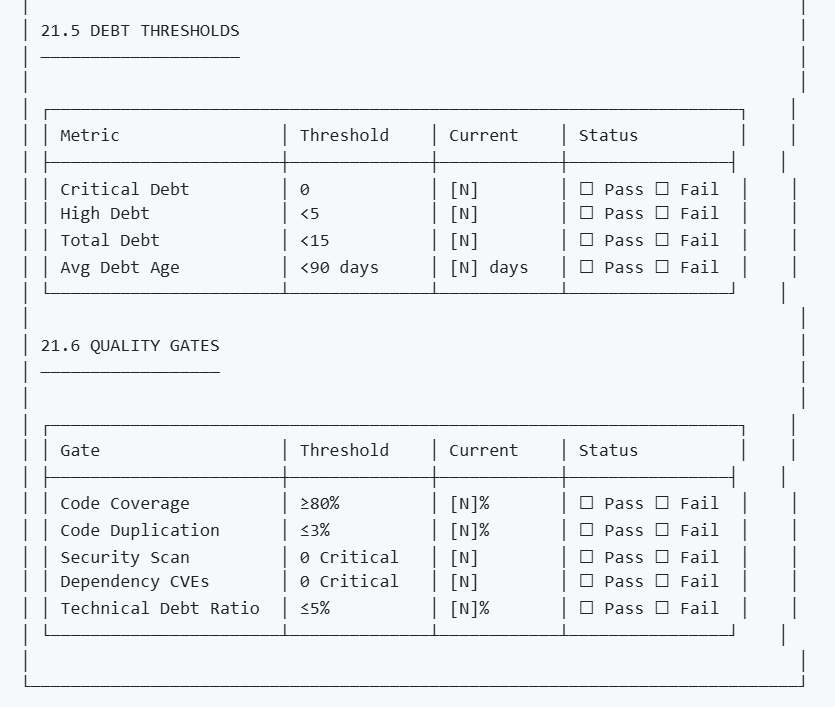 21.5 DEBT THRESHOLDS
Metric Threshold Current Status
Critical Debt 0 [N] ☐ Pass ☐ Fail
High Debt <5 [N] ☐ Pass ☐ Fail
Total Debt <15 [N] ☐ Pass ☐ Fail
Avg Debt Age <90 days [N] days ☐ Pass ☐ Fail
21.6 QUALITY GATES
Gate Threshold Current Status
Code Coverage ≥80% [N]% ☐ Pass ☐ Fail
Code Duplication ≤3% [N]% ☐ Pass ☐ Fail
Security Scan 0 Critical [N] ☐ Pass ☐ Fail
Dependency CVEs 0 Critical [N] ☐ Pass ☐ Fail
Technical Debt Ratio ≤5% [N]% ☐ Pass ☐ Fail